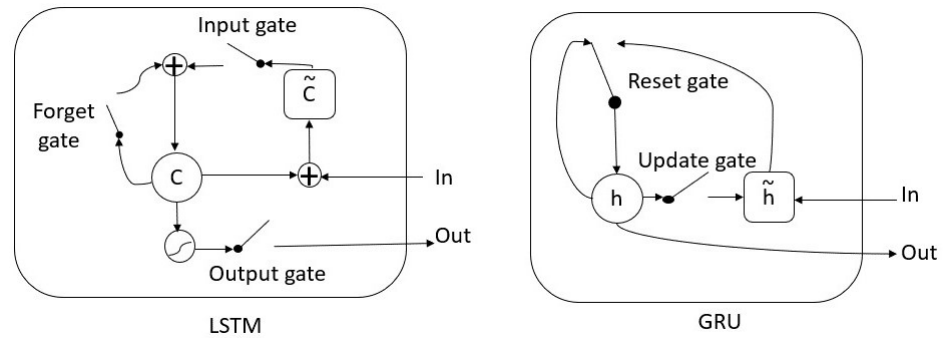 Input gate
C̃
Forget
gate
C
In
Out
Output gate
LSTM
Reset gate
Update gate
h
h̃
In
Out
GRU